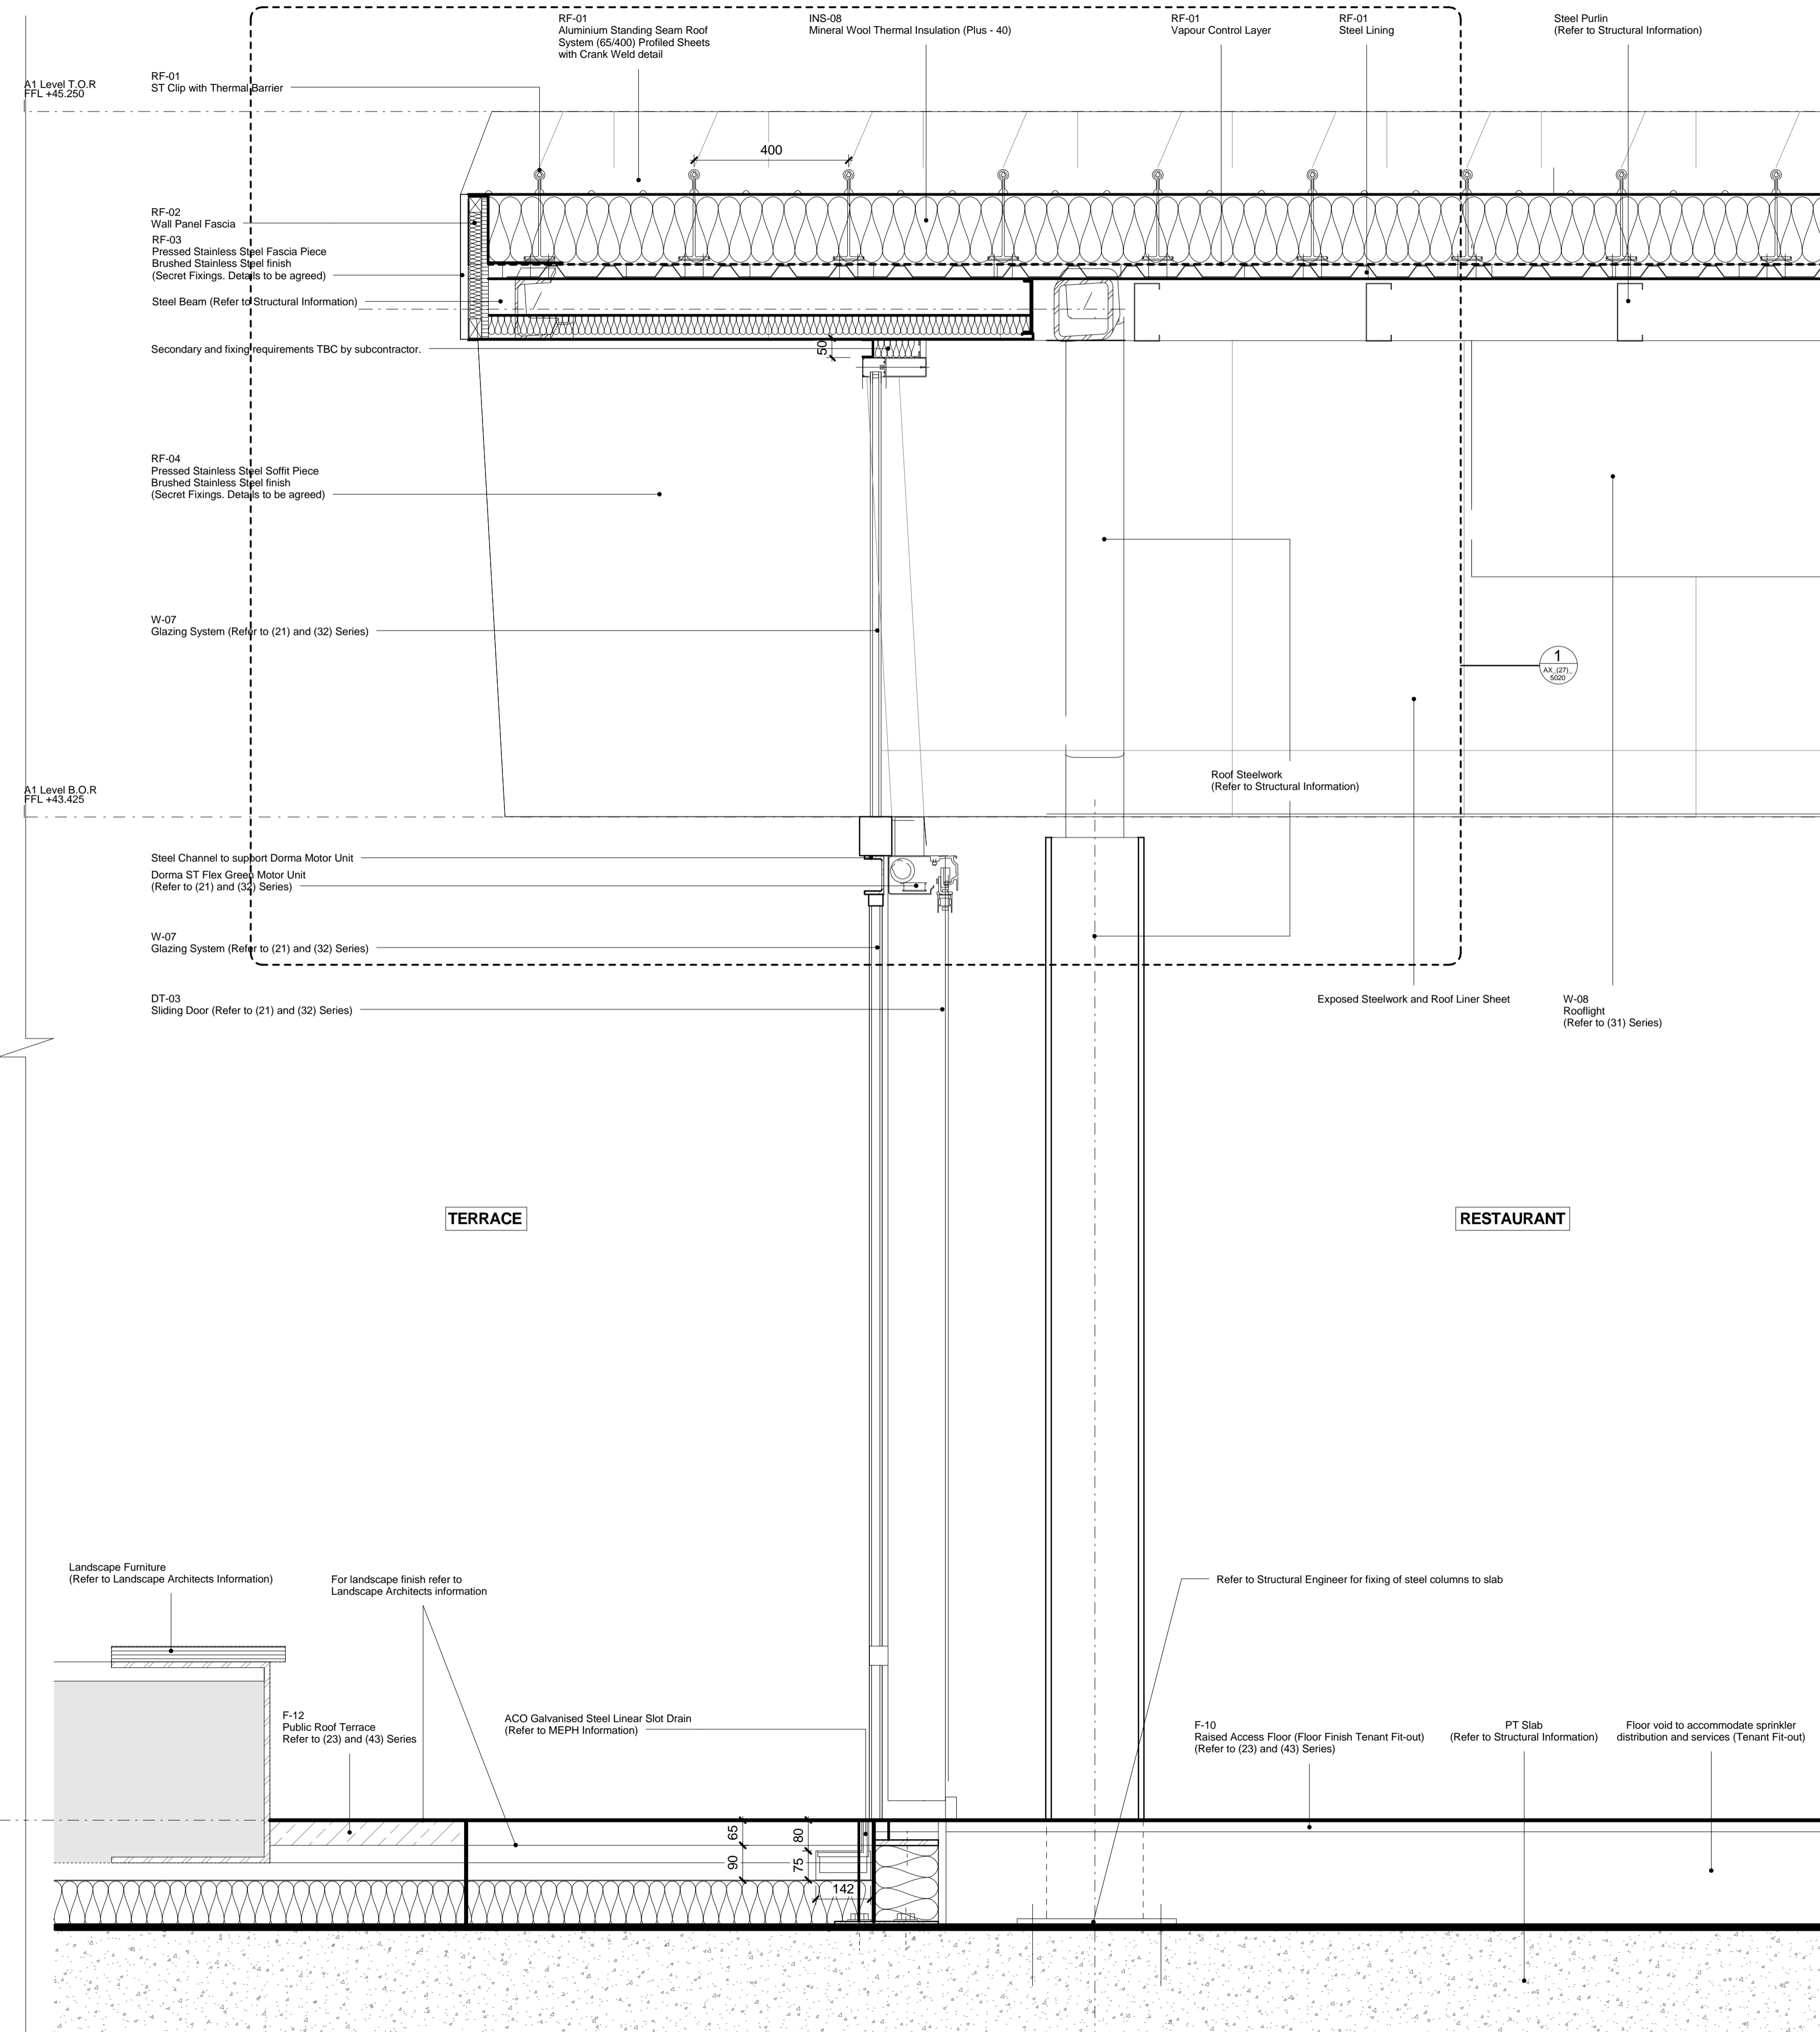 RF-01
Aluminium Standing Seam Roof
System (65/400) Profiled Sheets
with Crank Weld detail
INS-08
Mineral Wool Thermal Insulation (Plus - 40)
RF-01
Vapour Control Layer
RF-01
Steel Lining
Steel Purlin
(Refer to Structural Information)
A1 Level T.O.R
FFL +45.250
RF-01
ST Clip with Thermal Barrier
400
RF-02
Wall Panel Fascia
RF-03
Pressed Stainless Steel Fascia Piece
Brushed Stainless Steel finish
(Secret Fixings. Details to be agreed)
Steel Beam (Refer to Structural Information)
Secondary and fixing requirements TBC by subcontractor.
50
RF-04
Pressed Stainless Steel Soffit Piece
Brushed Stainless Steel finish
(Secret Fixings. Details to be agreed)
W-07
Glazing System (Refer to (21) and (32) Series)
1
AX_(27)_
5020
Roof Steelwork
(Refer to Structural Information)
A1 Level B.O.R
FFL +43.425
Steel Channel to support Dorma Motor Unit
Dorma ST Flex Green Motor Unit
(Refer to (21) and (32) Series)
W-07
Glazing System (Refer to (21) and (32) Series)
DT-03
Sliding Door (Refer to (21) and (32) Series)
Exposed Steelwork and Roof Liner Sheet
W-08
Rooflight
(Refer to (31) Series)
TERRACE
RESTAURANT
Landscape Furniture
(Refer to Landscape Architects Information)
For landscape finish refer to
Landscape Architects information
Refer to Structural Engineer for fixing of steel columns to slab
F-12
Public Roof Terrace
Refer to (23) and (43) Series
ACO Galvanised Steel Linear Slot Drain
(Refer to MEPH Information)
F-10
Raised Access Floor (Floor Finish Tenant Fit-out)
(Refer to (23) and (43) Series)
PT Slab
(Refer to Structural Information)
Floor void to accommodate sprinkler
distribution and services (Tenant Fit-out)
65
80
90
75
142